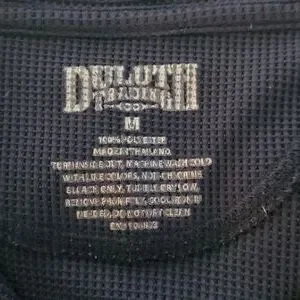 DULUTH
TRADING
CO
M
100% POLYESTER
MADE IN THAILAND
TURN INSIDE OUT, MACHINE WASH COLD
WITH LIKE COLORS, NON-CHLORINE
BLEACH ONLY, TUMBLE DRY LOW,
REMOVE PROMPTLY, COOL IRON IF
NEEDED, DO NOT DRY CLEAN